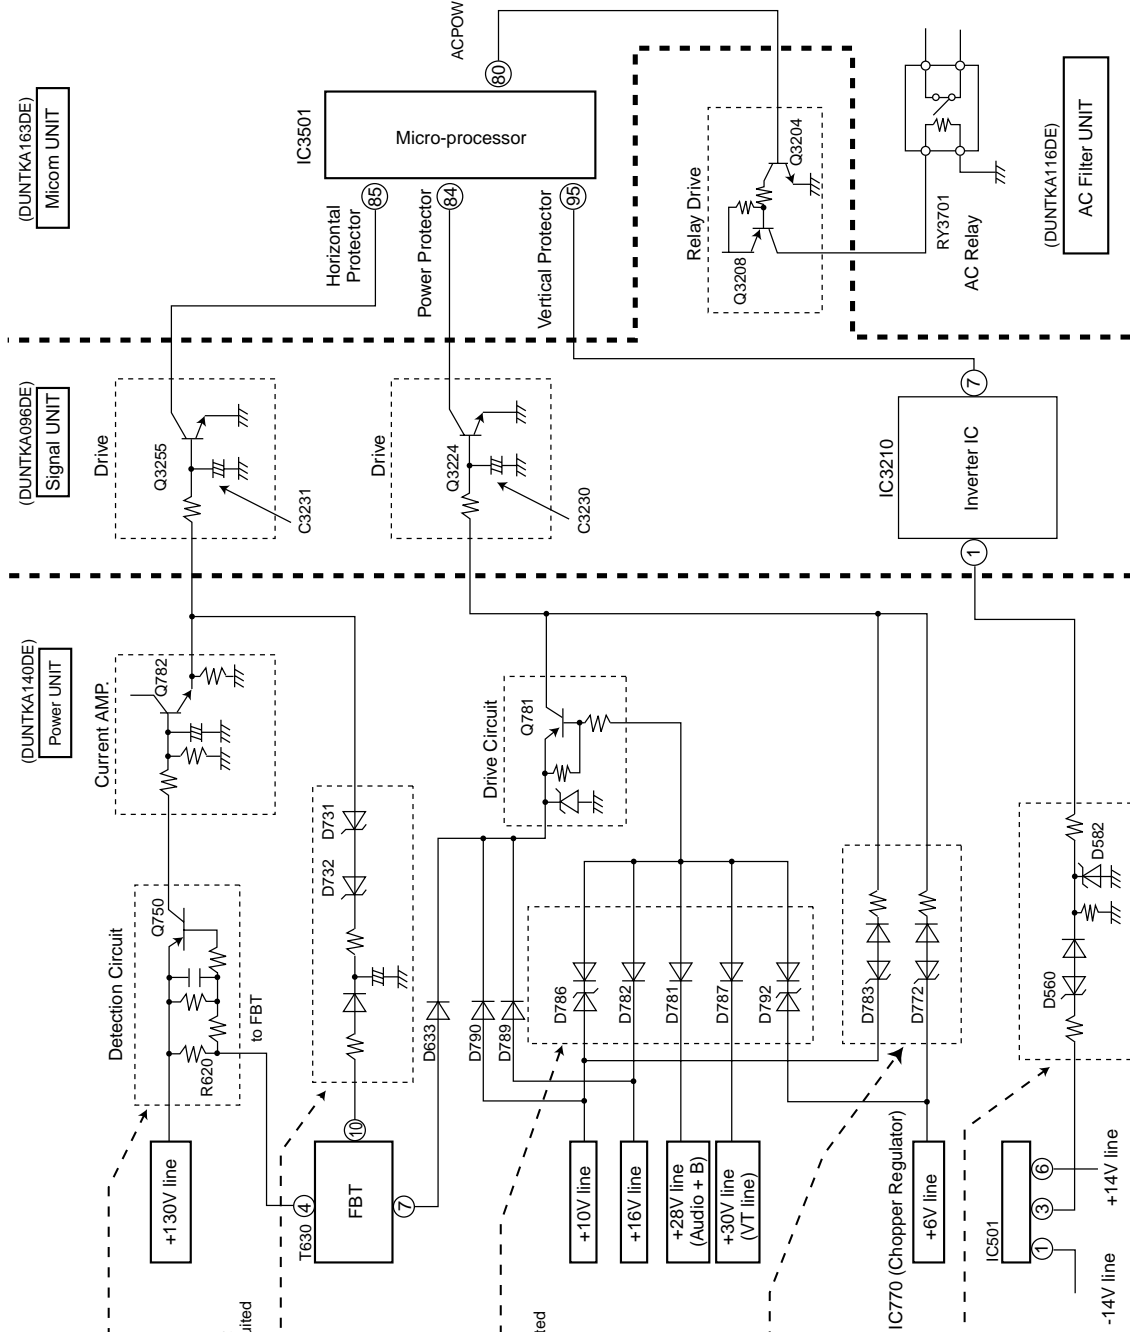 (DUNTKA163DE)
Micom UNIT
IC3501
Micro-processor
ACPOW
80
85
84
95
Horizontal
Protector
Power Protector
Vertical Protector
Relay Drive
Q3208
Q3204
RY3701
AC Relay
(DUNTKA116DE)
AC Filter UNIT
(DUNTKA096DE)
Signal UNIT
Drive
Q3255
C3231
Drive
Q3224
C3230
IC3210
Inverter IC
7
1
(DUNTKA140DE)
Power UNIT
Current AMP.
Q782
Detection Circuit
Q750
R620
to FBT
D731
D732
Drive Circuit
Q781
D633
D790
D789
D786
D782
D781
D787
D792
D783
D772
D582
D560
+130V line
T630
FBT
4
10
7
+10V line
+16V line
+28V line
(Audio + B)
+30V line
(VT line)
IC770 (Chopper Regulator)
+6V line
IC501
1
3
6
+14V line
-14V line
uited
ted